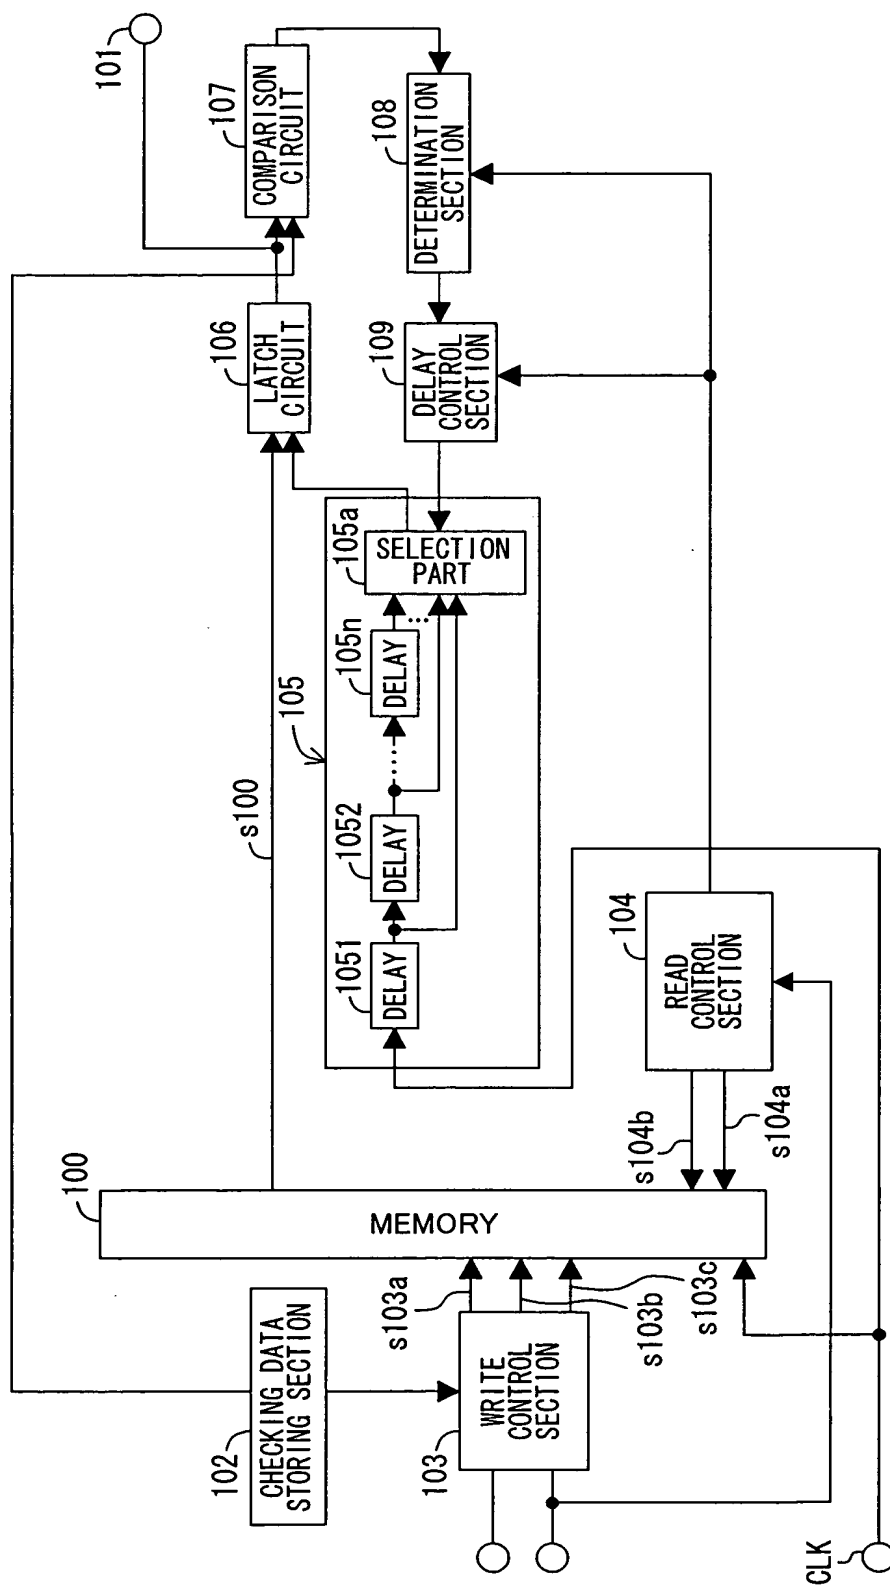 101
107
COMPARISON
CIRCUIT
108
DETERMINATION
SECTION
106
LATCH
CIRCUIT
109
DELAY
CONTROL
SECTION
105
105a
SELECTION
PART
105n
DELAY
1052
DELAY
1051
DELAY
s100
104
READ
CONTROL
SECTION
s104b
s104a
100
MEMORY
s103a
s103b
s103c
102
CHECKING DATA
STORING SECTION
103
WRITE
CONTROL
SECTION
CLK